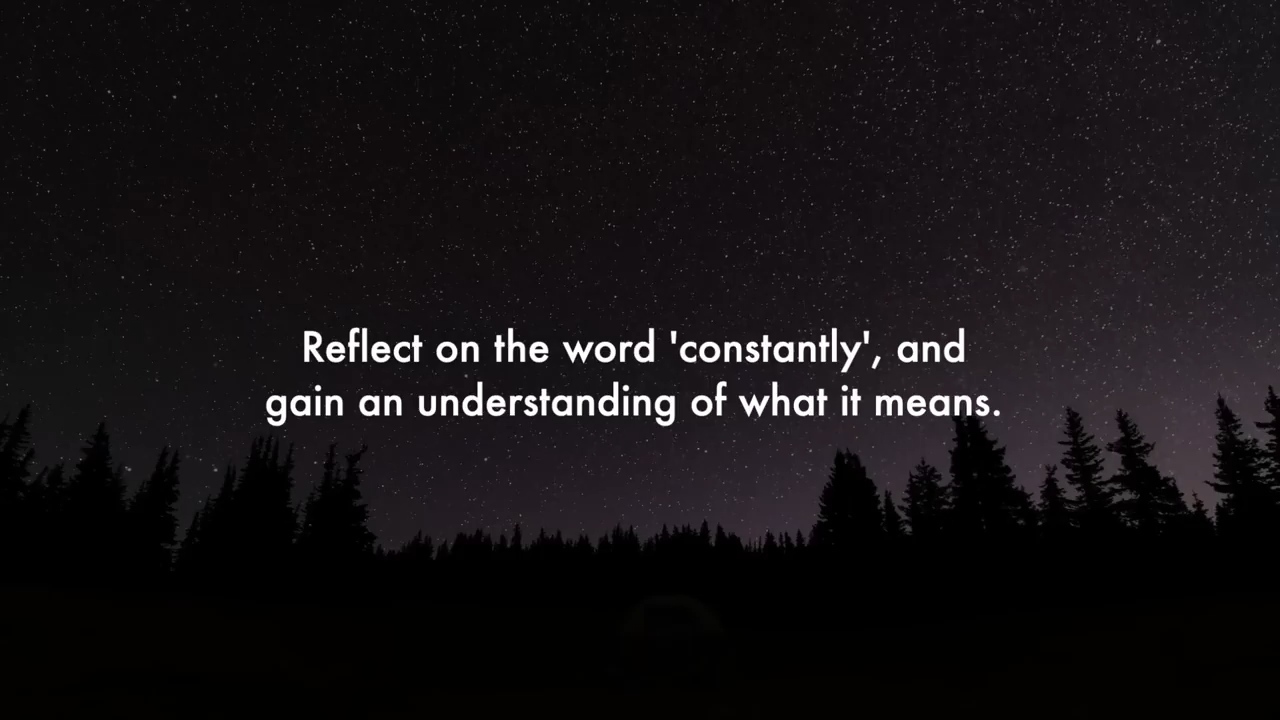 Reflect on the word 'constantly', and
gain an understanding of what it means.